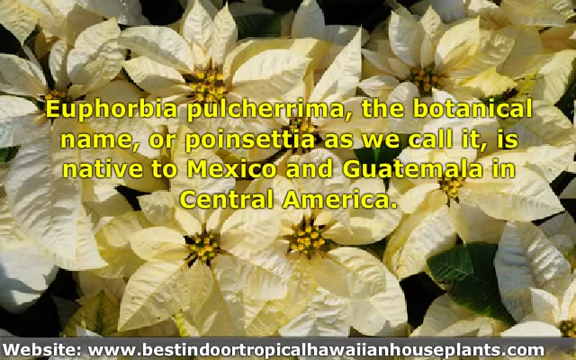 Euphorbia pulcherrima, the botanical
name, or poinsettia as we call it, is
native to Mexico and Guatemala in
Central America.
Website: www.bestindoortropicalhawaiianhouseplants.com